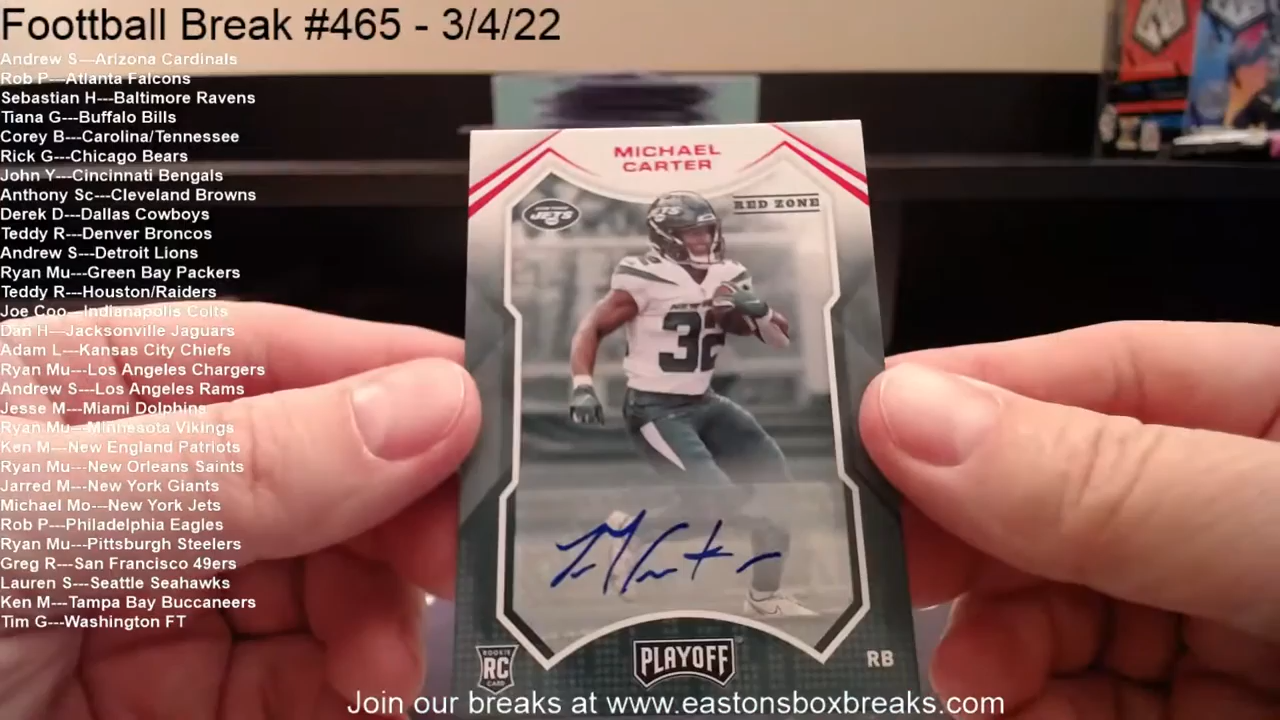 Foottball Break #465 - 3/4/22
Andrew S---Arizona Cardinals
Rob P---Atlanta Falcons
Sebastian H---Baltimore Ravens
Tiana G---Buffalo Bills
Corey B---Carolina/Tennessee
Rick G---Chicago Bears
John Y---Cincinnati Bengals
Anthony Sc---Cleveland Browns
Derek D---Dallas Cowboys
Teddy R---Denver Broncos
Andrew S---Detroit Lions
Ryan Mu---Green Bay Packers
Teddy R---Houston/Raiders
Joe Coo---Indianapolis Colts
Dan H---Jacksonville Jaguars
Adam L---Kansas City Chiefs
Ryan Mu---Los Angeles Chargers
Andrew S---Los Angeles Rams
Jesse M---Miami Dolphins
Ryan Mu---Minnesota Vikings
Ken M---New England Patriots
Ryan Mu---New Orleans Saints
Jarred M---New York Giants
Michael Mo---New York Jets
Rob P---Philadelphia Eagles
Ryan Mu---Pittsburgh Steelers
Greg R---San Francisco 49ers
Lauren S---Seattle Seahawks
Ken M---Tampa Bay Buccaneers
Tim G---Washington FT
MICHAEL
CARTER
JETS
RED ZONE
32
ROOKIE
RC
CARD
PLAYOFF
RB
Join our breaks at www.eastonsboxbreaks.com